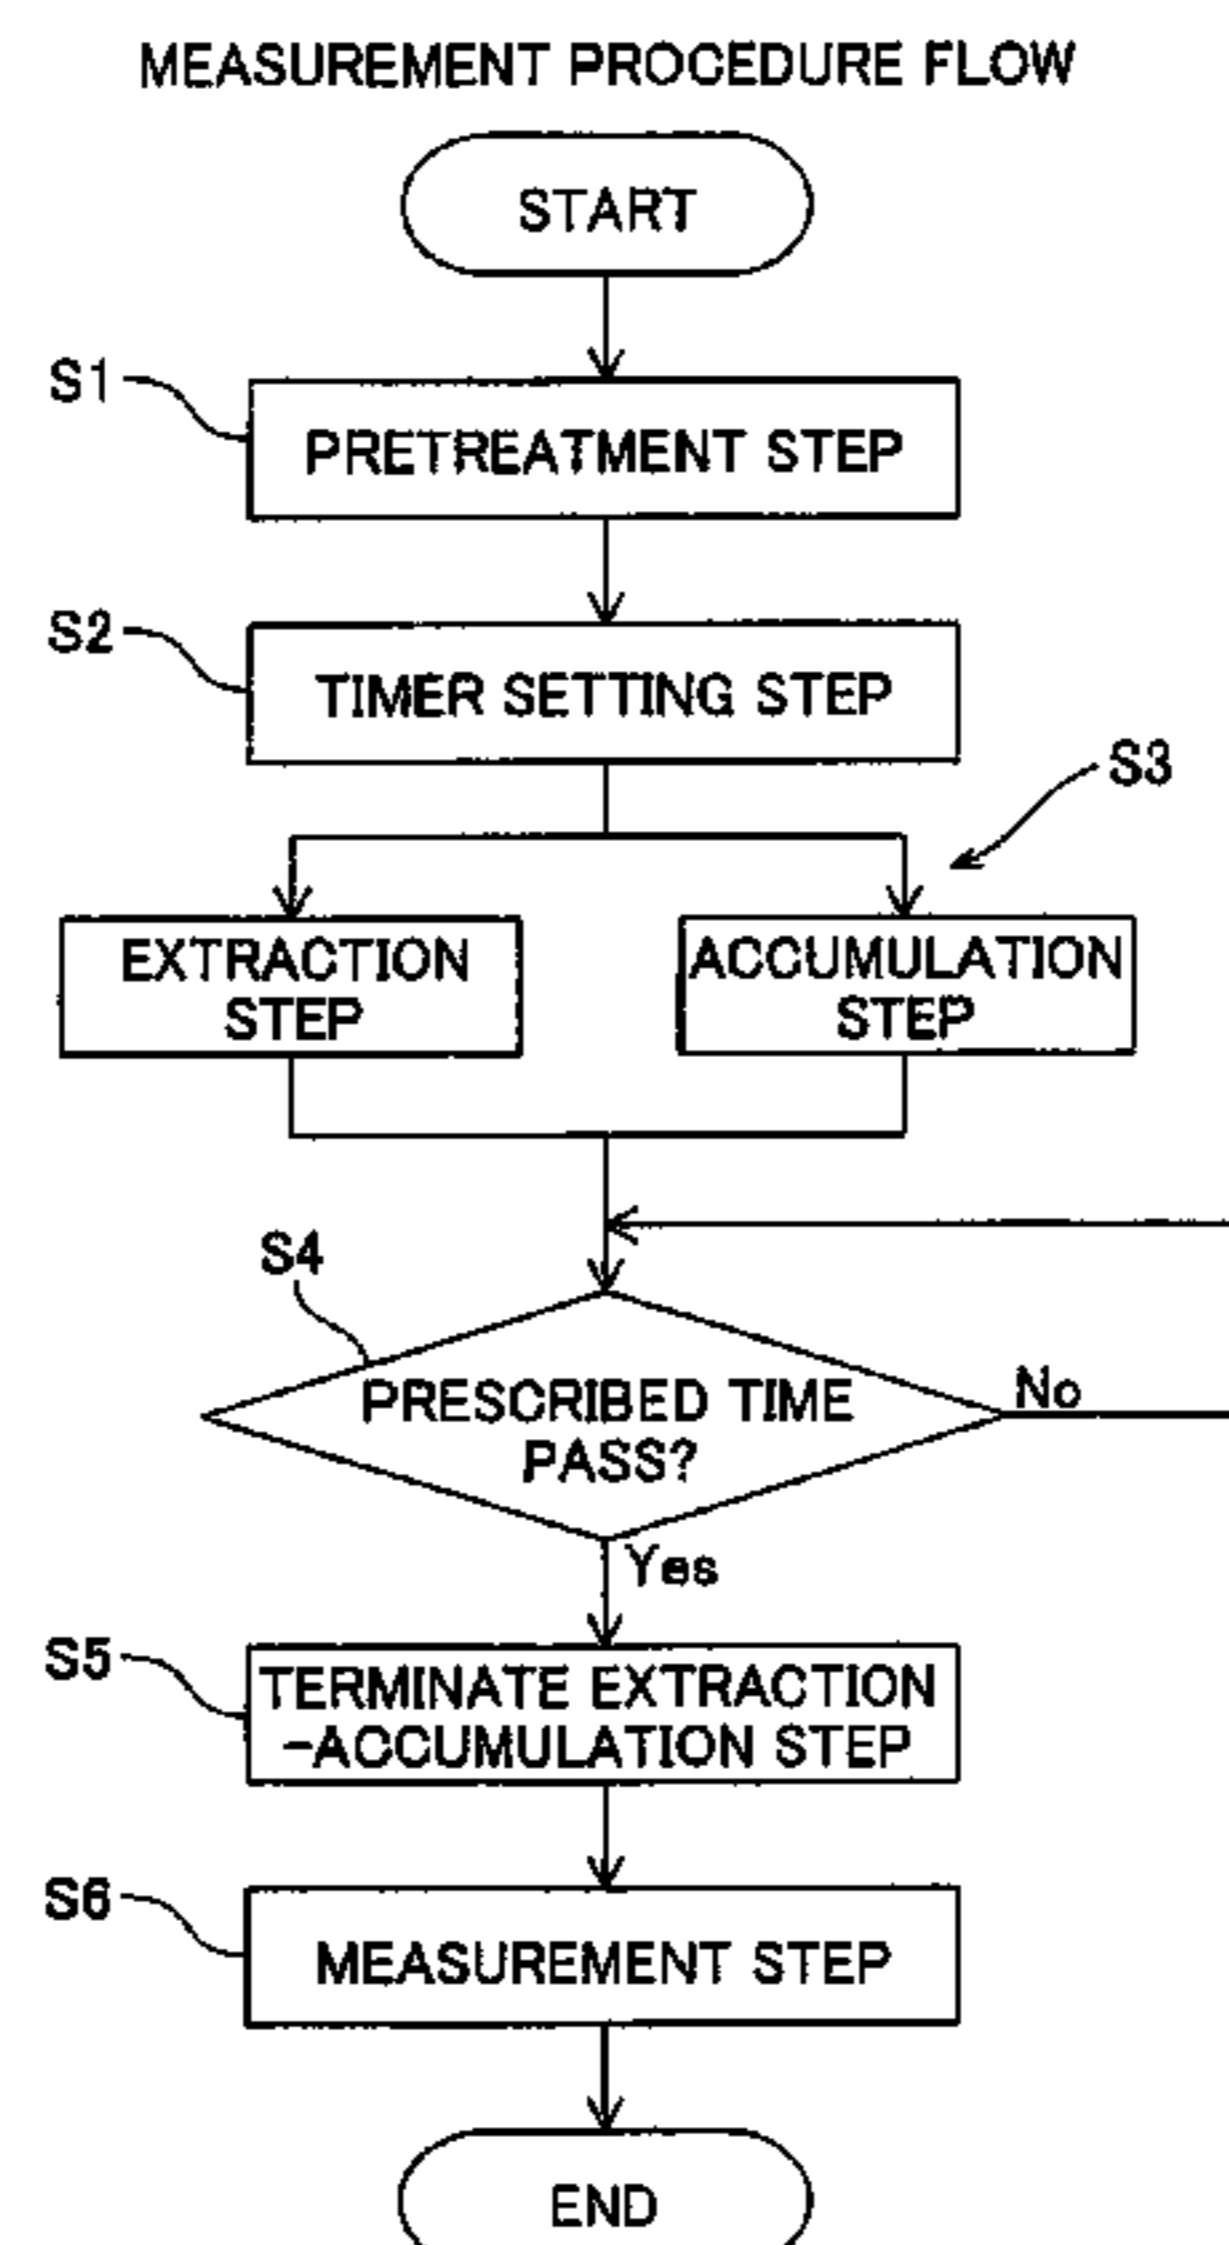 MEASUREMENT PROCEDURE FLOW
START
S1
PRETREATMENT STEP
S2
TIMER SETTING STEP
S3
EXTRACTION
STEP
ACCUMULATION
STEP
S4
PRESCRIBED TIME
PASS?
No
Yes
S5
TERMINATE EXTRACTION
-ACCUMULATION STEP
S6
MEASUREMENT STEP
END